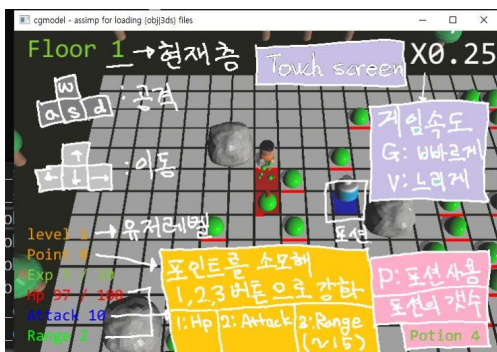 cgmodel - assimp for loading {obj|3ds} files
Floor 1 → 현재층
Touch screen
X0.25
w
a s d : 공격
↑
← ↓ → : 이동
게임속도
G: 빠르게
V: 느리게
포션
level 1 → 유저레벨
Point 0
Exp
Hp 97 / 100
Attack 10
Range 2
포인트를 소모해
1,2,3 버튼으로 강화
1: Hp 2: Attack 3: Range
(~15)
P: 포션 사용
포션의 갯수
Potion 4